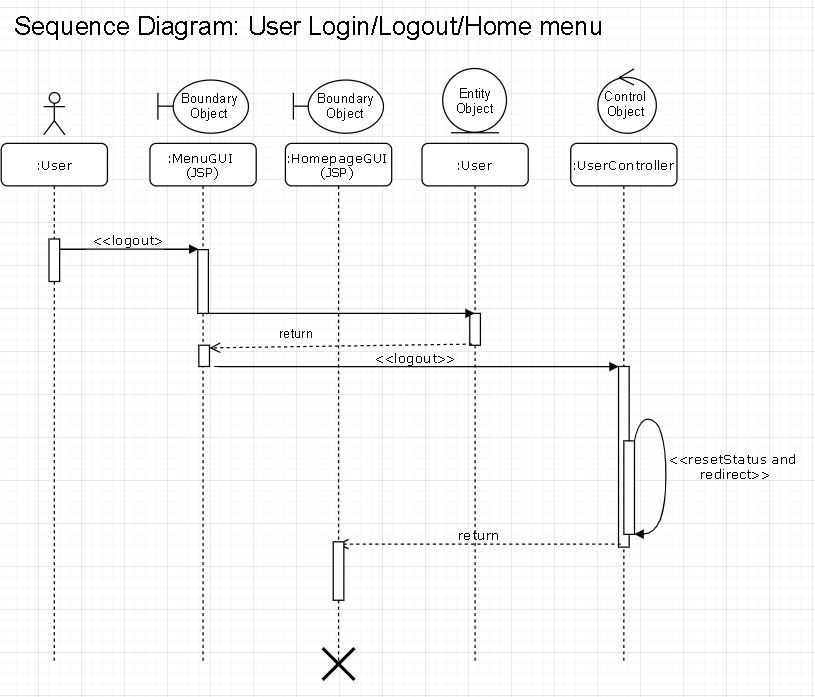 Sequence Diagram: User Login/Logout/Home menu
Boundary
Object
Boundary
Object
Entity
Object
Control
Object
:User
:MenuGUI
(JSP)
:HomepageGUI
(JSP)
:User
:UserController
<<logout>
return
<<logout>>
<<resetStatus and
redirect>>
return